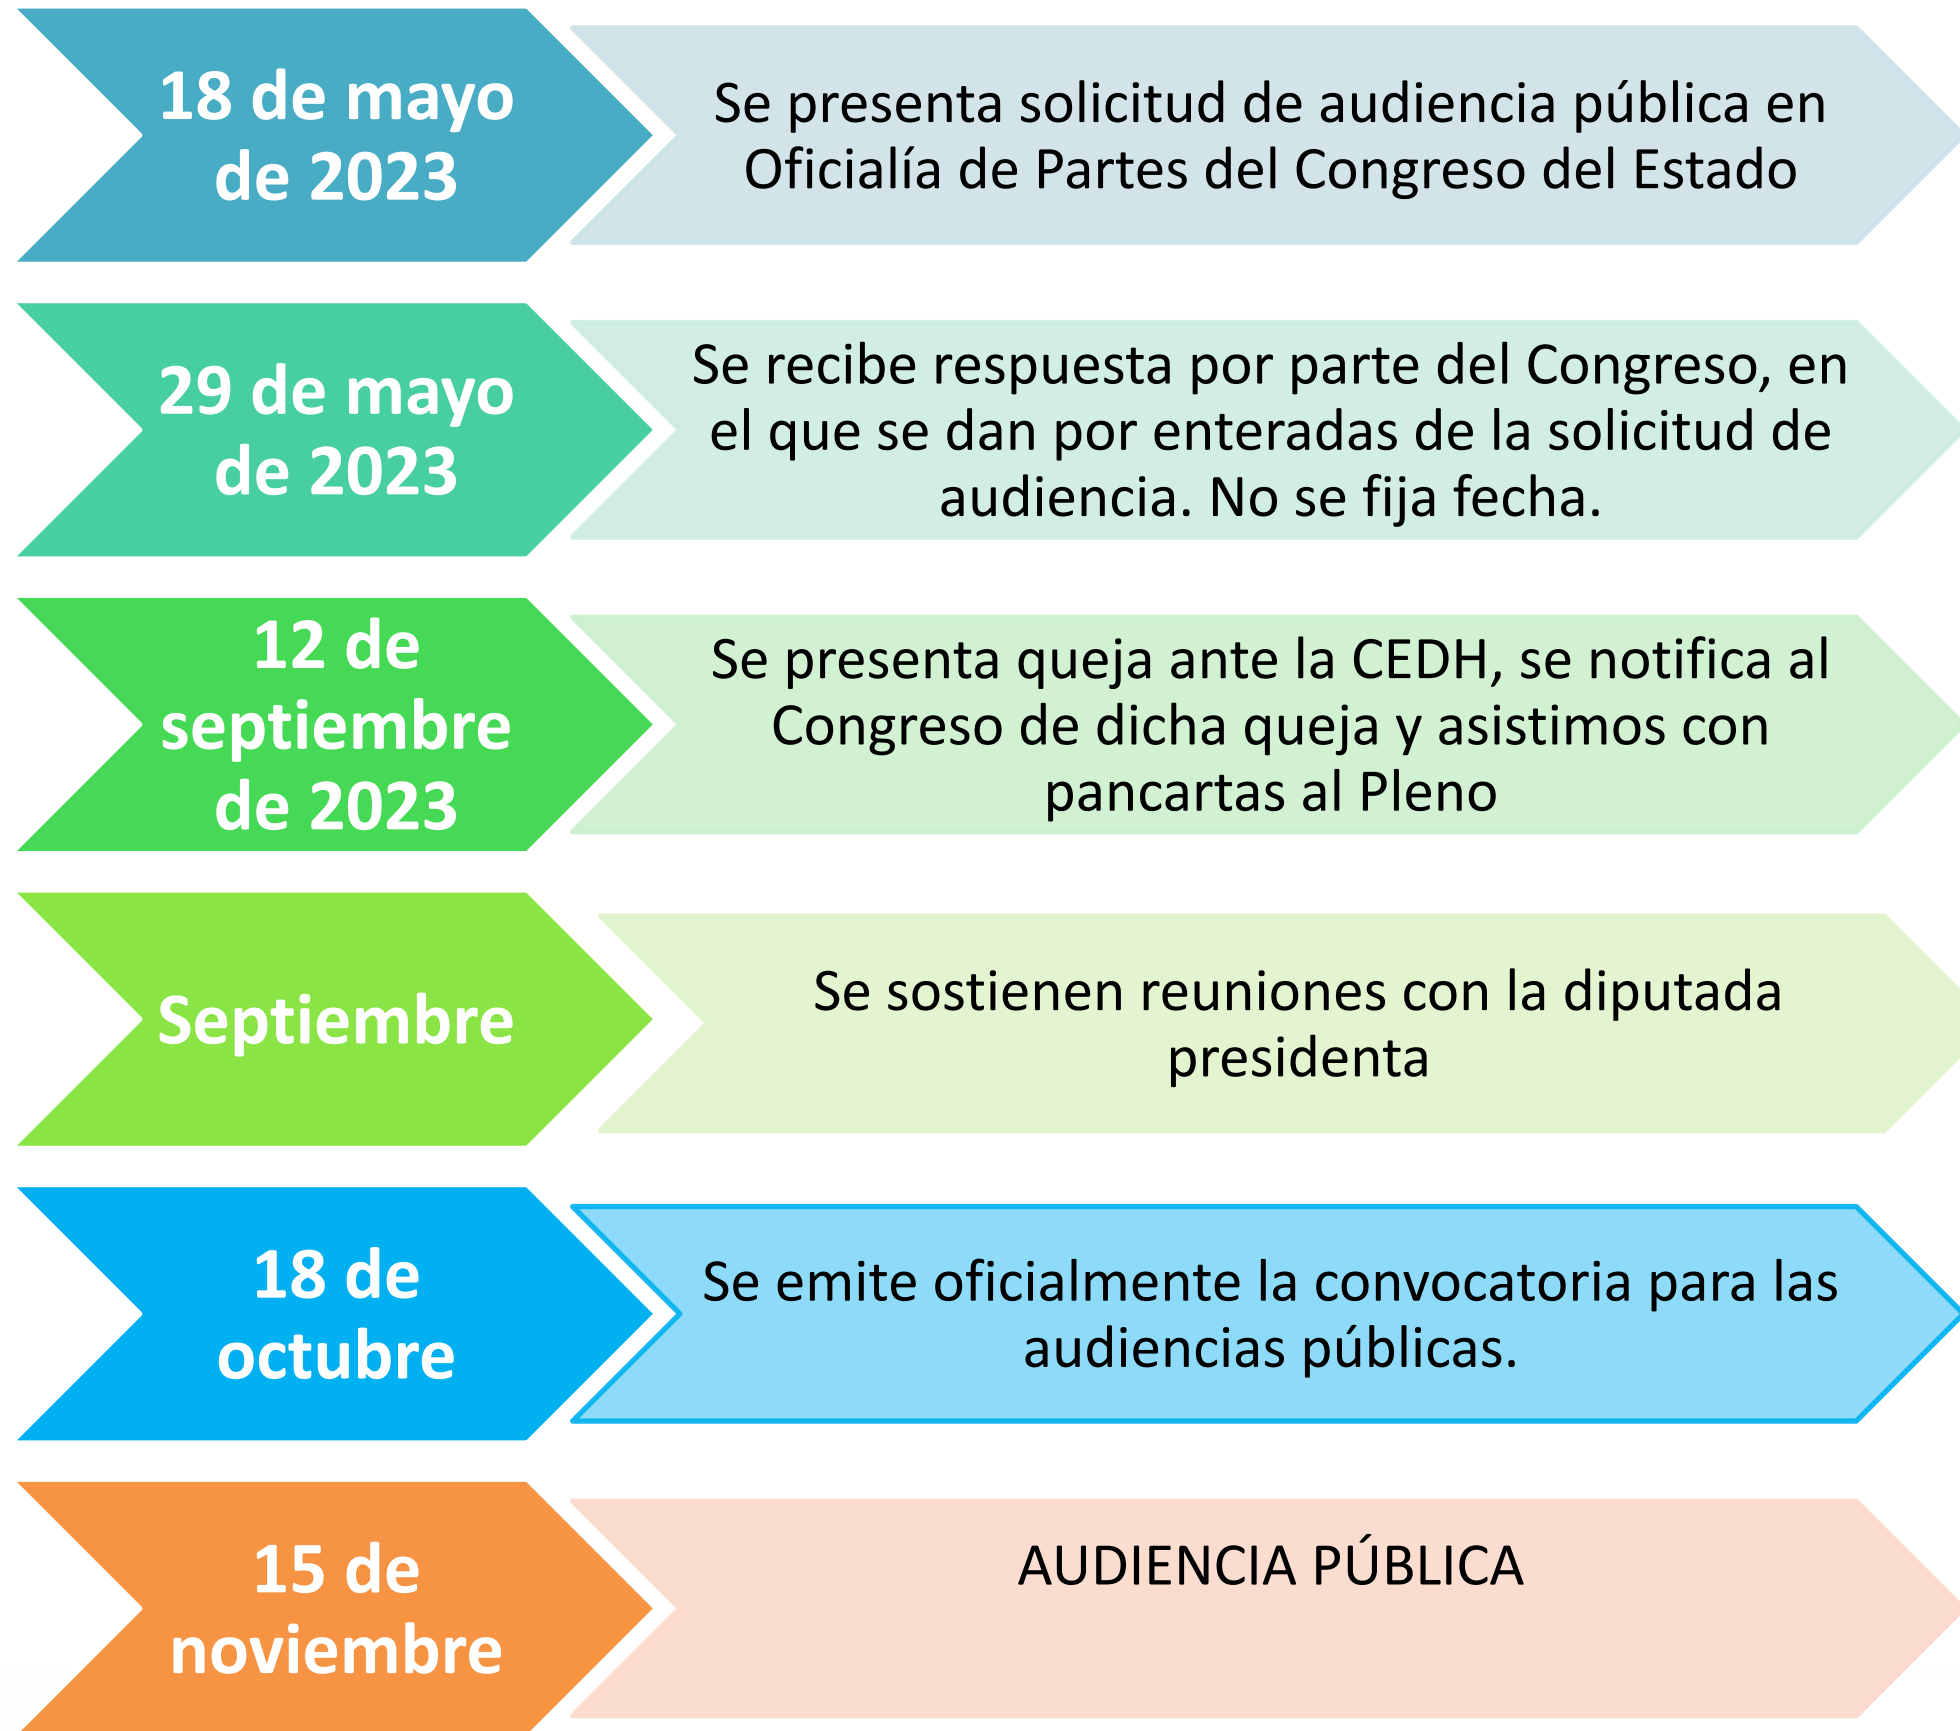 18 de mayo
de 2023
Se presenta solicitud de audiencia pública en
Oficialía de Partes del Congreso del Estado
29 de mayo
de 2023
Se recibe respuesta por parte del Congreso, en
el que se dan por enteradas de la solicitud de
audiencia. No se fija fecha.
12 de
septiembre
de 2023
Se presenta queja ante la CEDH, se notifica al
Congreso de dicha queja y asistimos con
pancartas al Pleno
Septiembre
Se sostienen reuniones con la diputada
presidenta
18 de
octubre
Se emite oficialmente la convocatoria para las
audiencias públicas.
15 de
noviembre
AUDIENCIA PÚBLICA